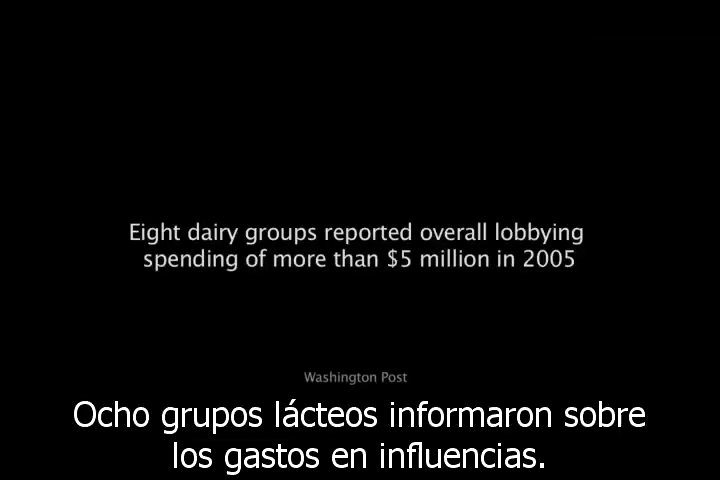 Eight dairy groups reported overall lobbying
spending of more than $5 million in 2005
Washington Post
Ocho grupos lácteos informaron sobre
los gastos en influencias.